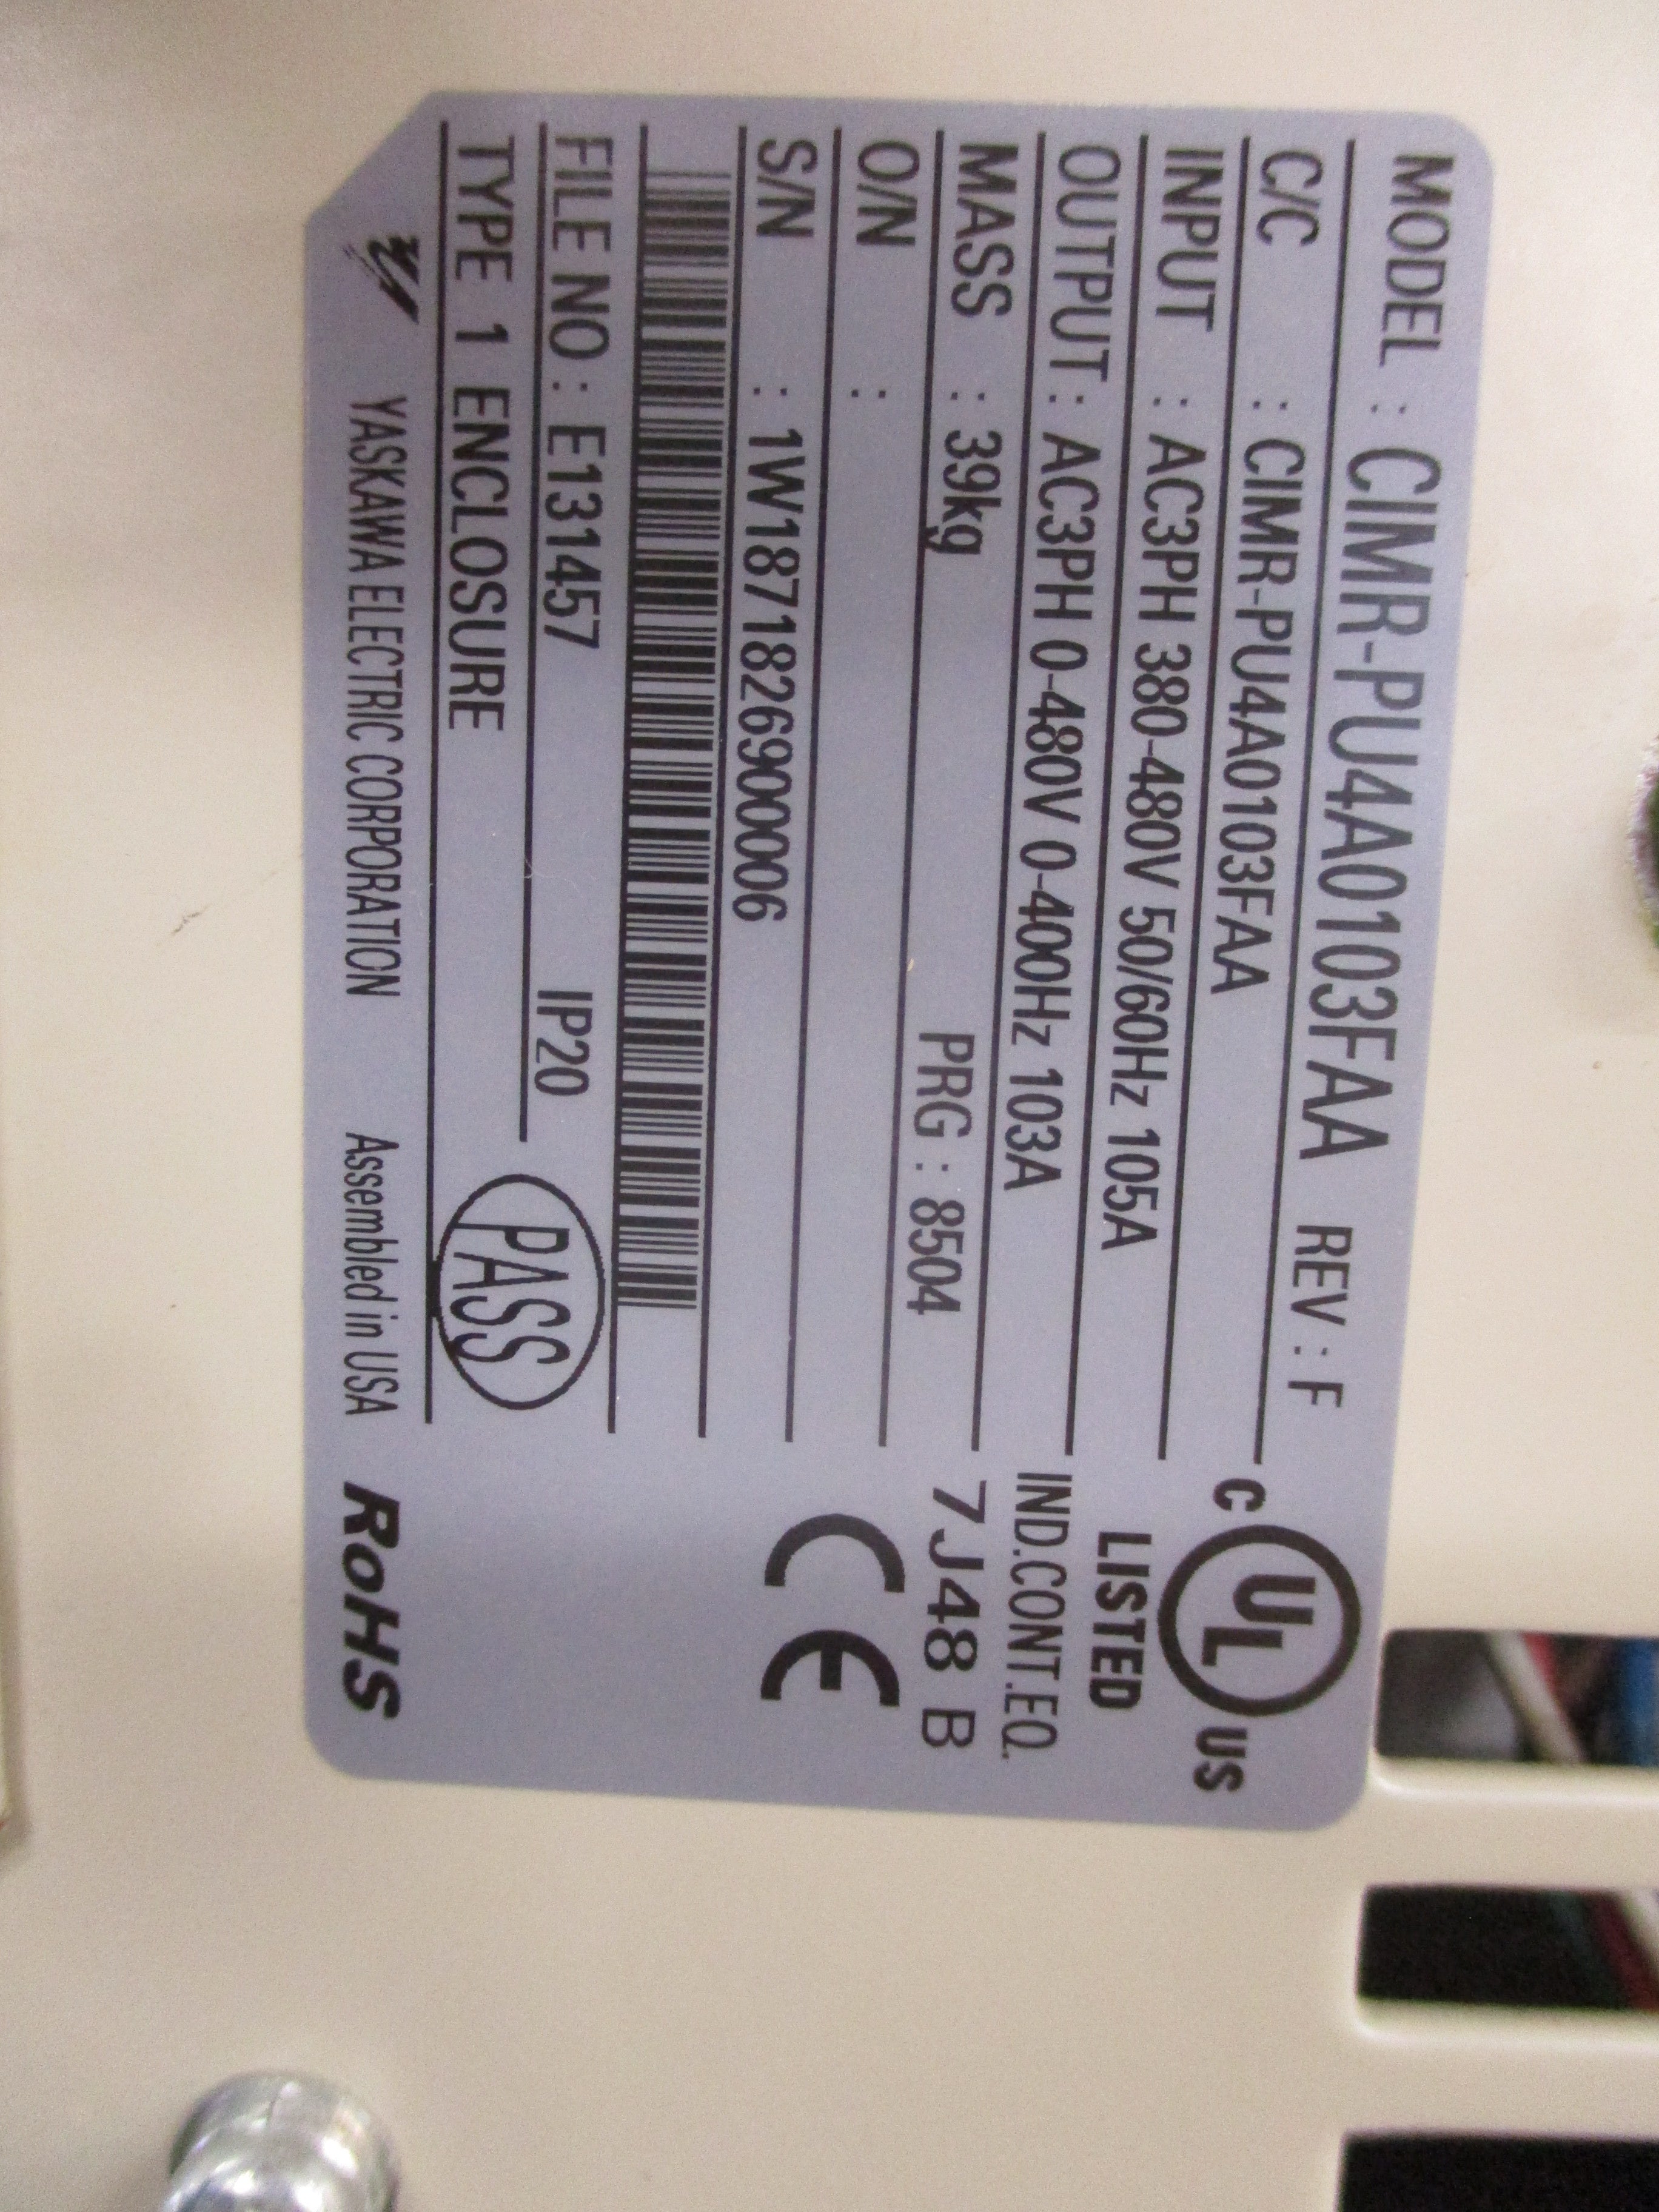 MODEL : CIMR-PU4A0103FAA REV : F
C/C : CIMR-PU4A0103FAA
INPUT : AC3PH 380-480V 50/60Hz 105A
OUTPUT : AC3PH 0-480V 0-400Hz 103A
MASS : 39kg PRG : 8504
O/N :
S/N : 1W18718269000​06
FILE NO : E131457 IP20
TYPE 1 ENCLOSURE
PASS
YASKAWA ELECTRIC CORPORATION Assembled in USA RoHS
C UL US
LISTED
IND.CONT.EQ.
7J48 B
CE